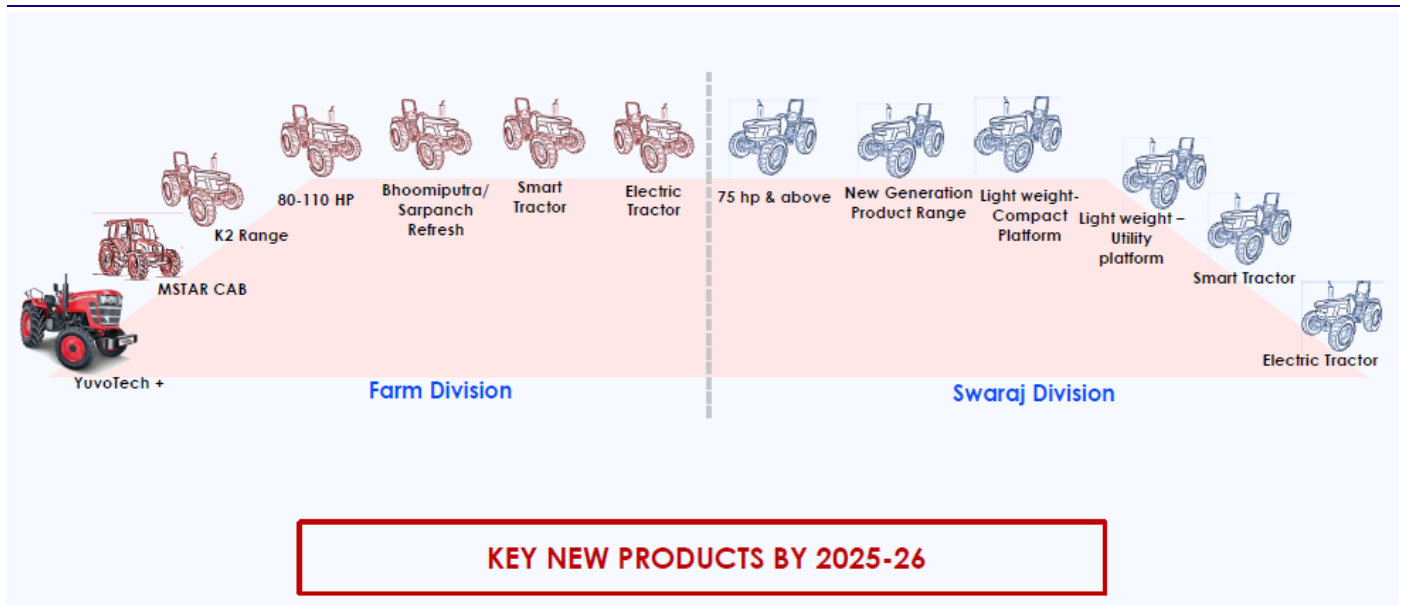 80-110 HP
Bhoomiputra/
Sarpanch
Refresh
Smart
Tractor
Electric
Tractor
75 hp & above
New Generation
Product Range
Light weight-
Compact
Platform
Light weight –
Utility
platform
K2 Range
Smart Tractor
MSTAR CAB
Electric Tractor
YuvoTech +
Farm Division
Swaraj Division
KEY NEW PRODUCTS BY 2025-26